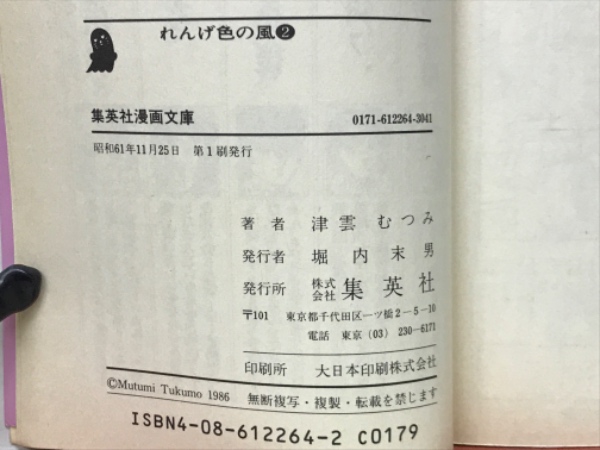 れんげ色の風❷
集英社漫画文庫 0171-612264-3041
昭和61年11月25日 第1刷発行
著者 津雲むつみ
発行者 堀内末男
発行所 株式会社 集英社
〒101 東京都千代田区一ツ橋2－5－10
電話 東京(03) 230-6171
印刷所 大日本印刷株式会社
©Mutumi Tukumo 1986 無断複写・複製・転載を禁じます
ISBN4-08-612264-2 C0179